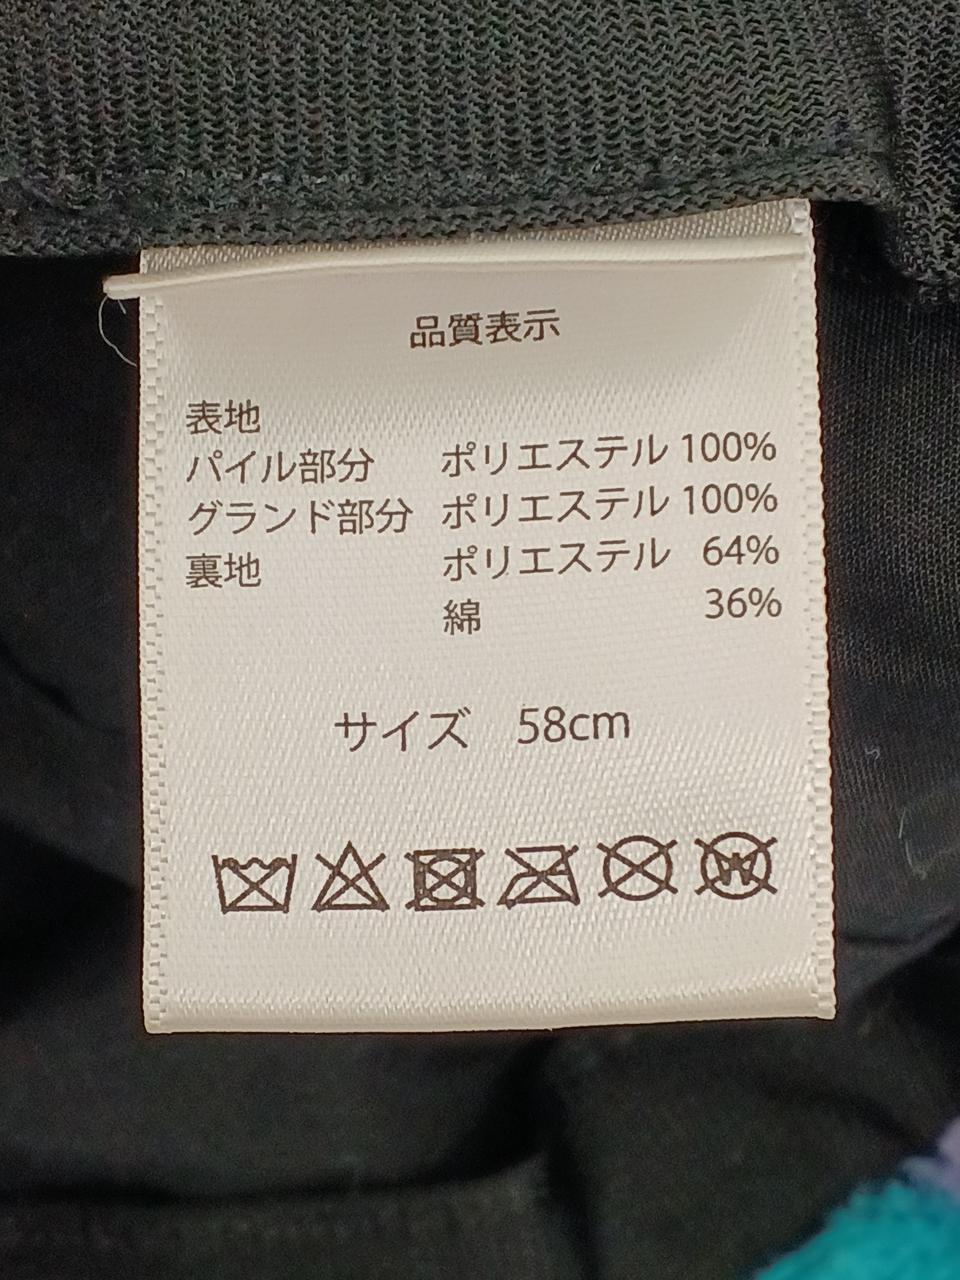 品質表示
表地
パイル部分 ポリエステル 100%
グランド部分 ポリエステル 100%
裏地 ポリエステル 64%
綿 36%
サイズ 58cm
W